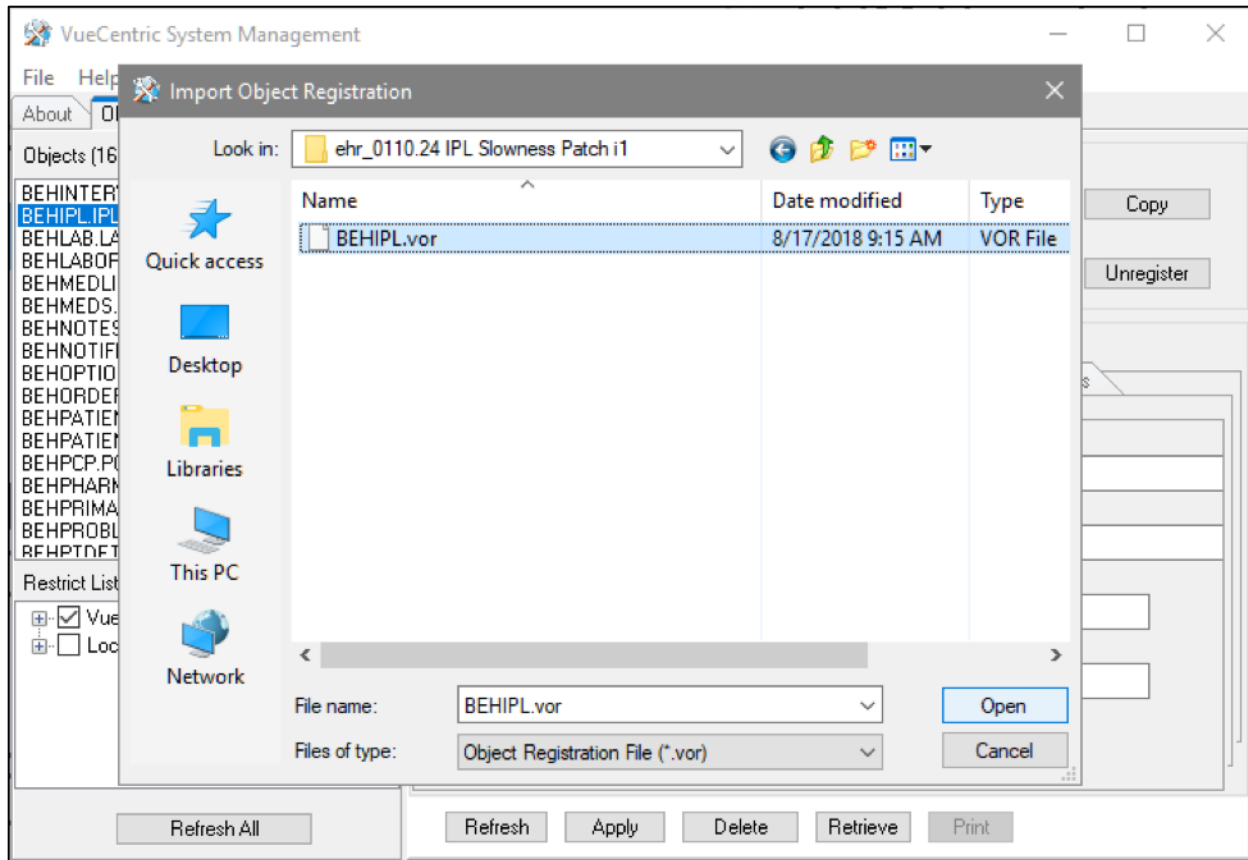 VueCentric System Management
File Help
Import Object Registration
About
Look in: ehr_0110.24 IPL Slowness Patch i1
Objects (16
Name Date modified Type
BEHIPL.vor 8/17/2018 9:15 AM VOR File
Copy
Unregister
BEHINTER
BEHIPL.IPL
BEHLAB.LA
BEHLABOR
BEHMEDLI
BEHMEDS.
BEHNOTES
BEHNOTIFI
BEHOPTIO
BEHORDER
BEHPATIEN
BEHPATIEN
BEHPCP.PC
BEHPHARM
BEHPRIMA
BEHPROBL
BEHPTDET
Quick access
Desktop
Libraries
This PC
Network
s
Restrict List
Vue
Loc
File name: BEHIPL.vor Open
Files of type: Object Registration File (*.vor) Cancel
Refresh All Refresh Apply Delete Retrieve Print